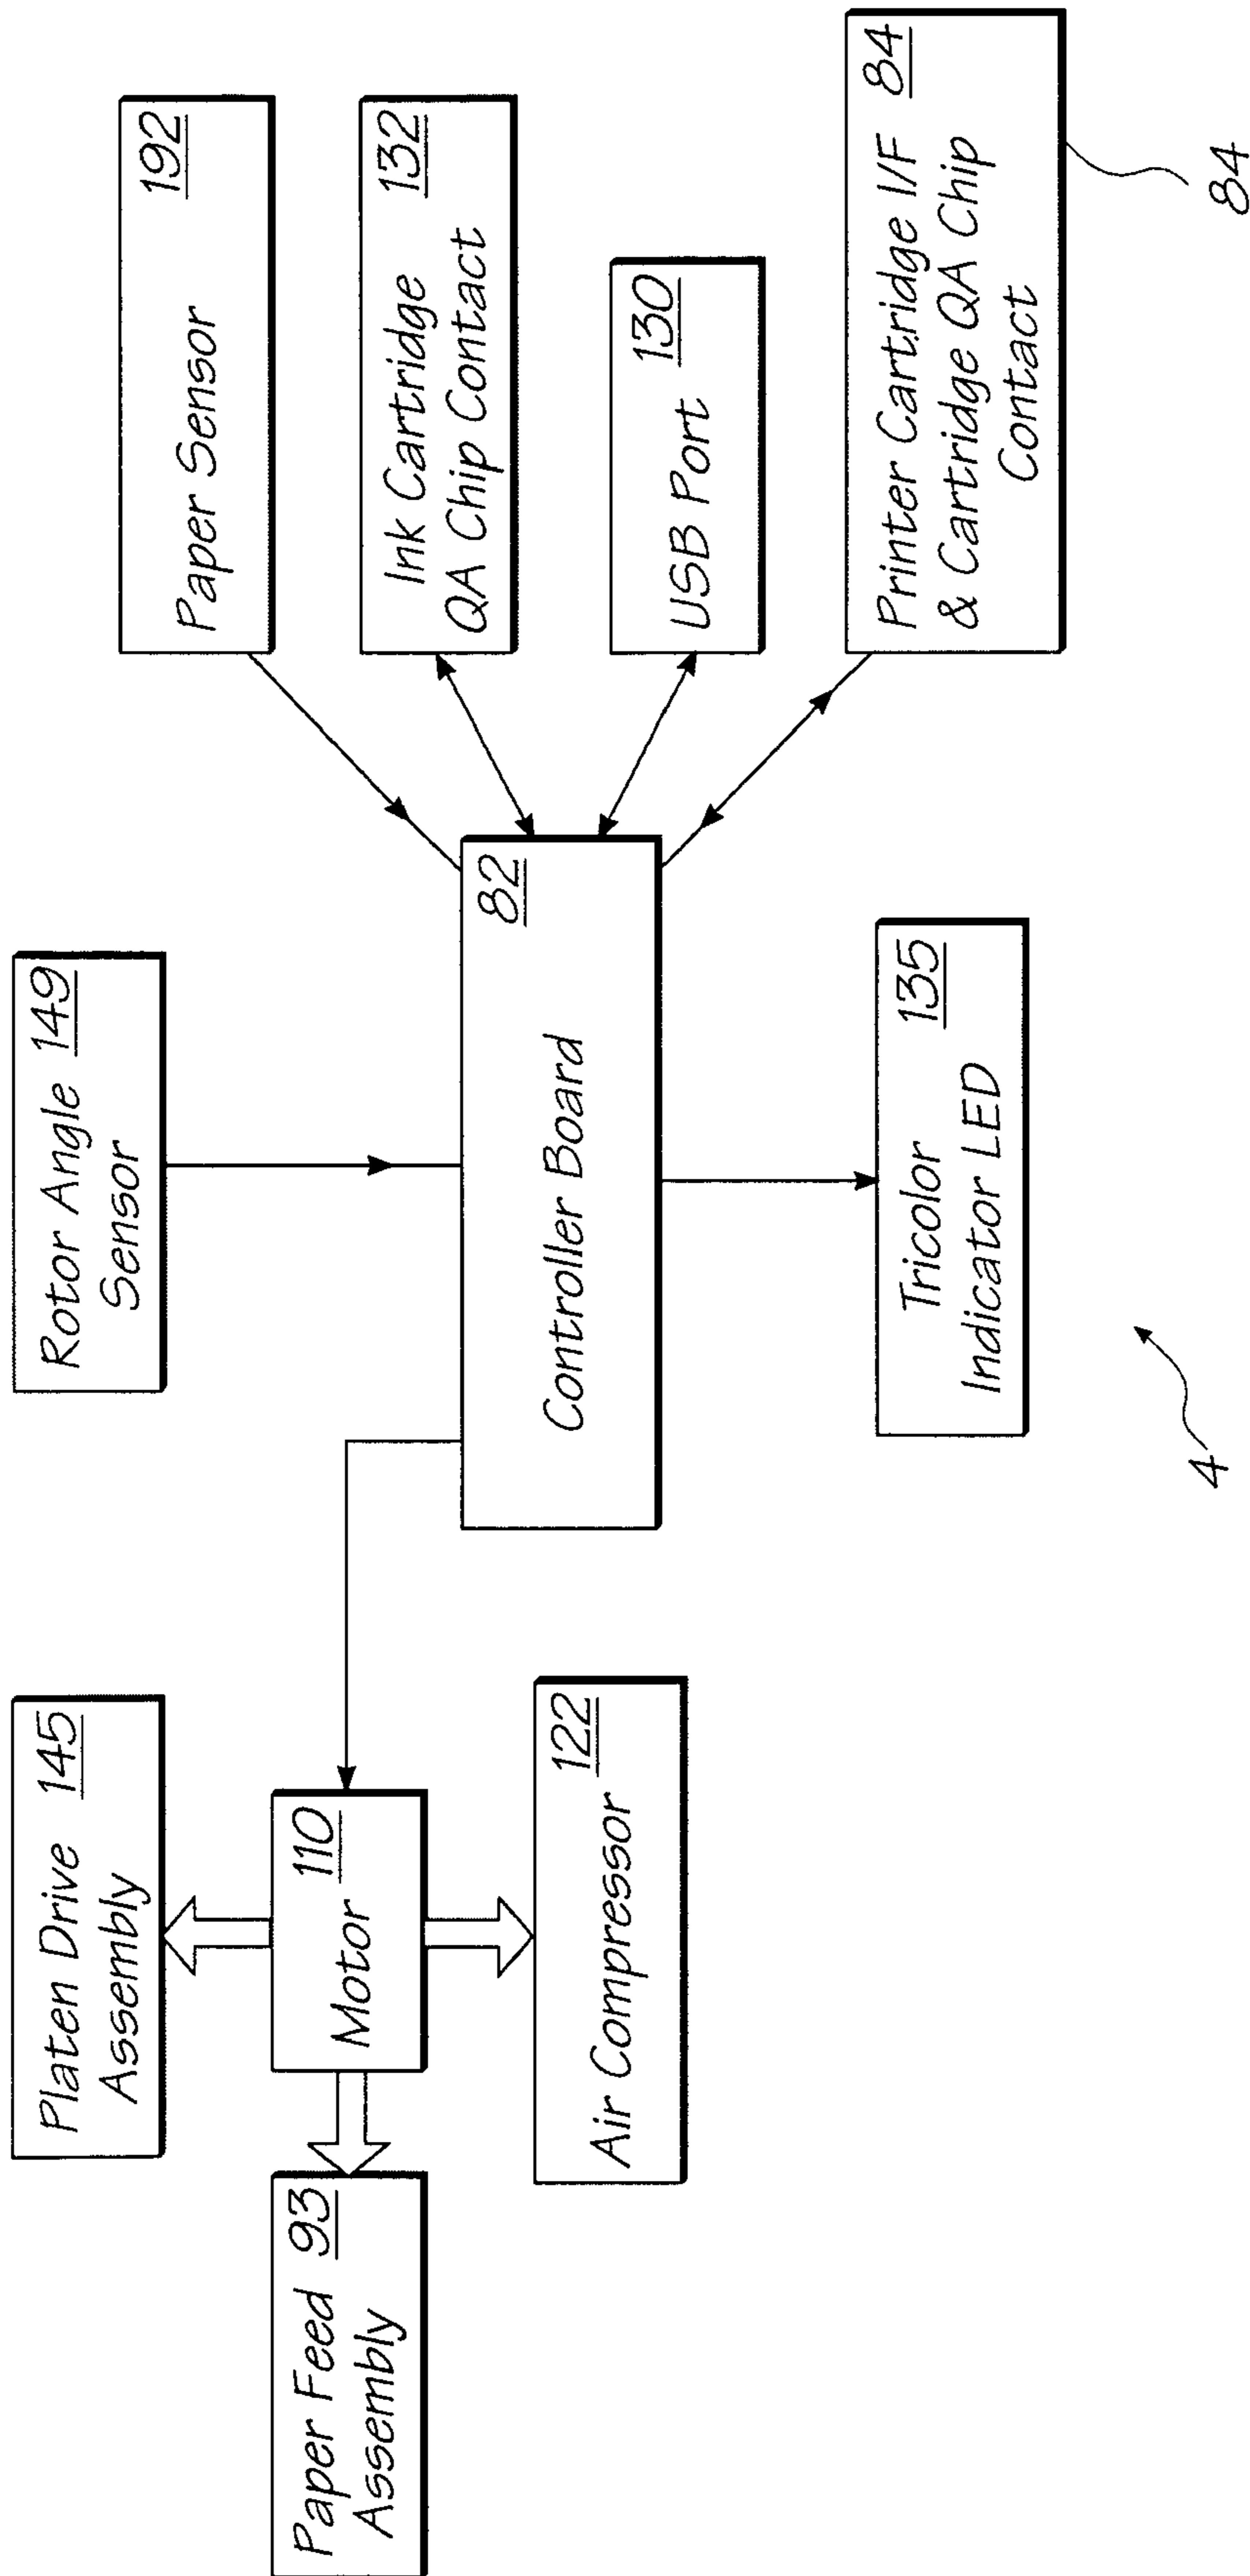 Platen Drive 145
Assembly
Rotor Angle 149
Sensor
192
Paper Sensor
Paper Feed 93
Assembly
110
Motor
82
Controller Board
Ink Cartridge 132
QA Chip Contact
122
Air Compressor
USB Port 130
Tricolor 135
Indicator LED
Printer Cartridge I/F 84
& Cartridge QA Chip
Contact
84
4